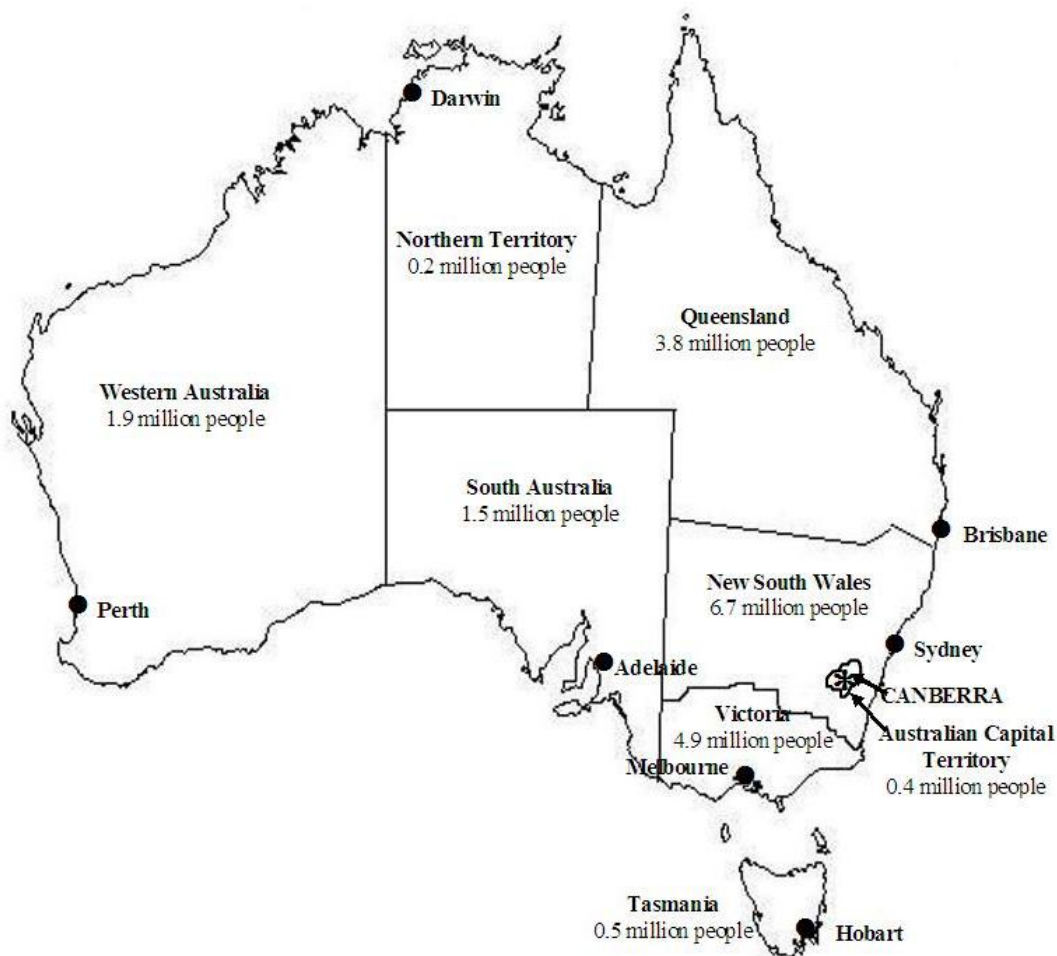 Darwin
Northern Territory
0.2 million people
Queensland
3.8 million people
Western Australia
1.9 million people
South Australia
1.5 million people
Brisbane
New South Wales
6.7 million people
Perth
Sydney
Adelaide
CANBERRA
Victoria
4.9 million people
Australian Capital
Territory
0.4 million people
Melbourne
Tasmania
0.5 million people
Hobart